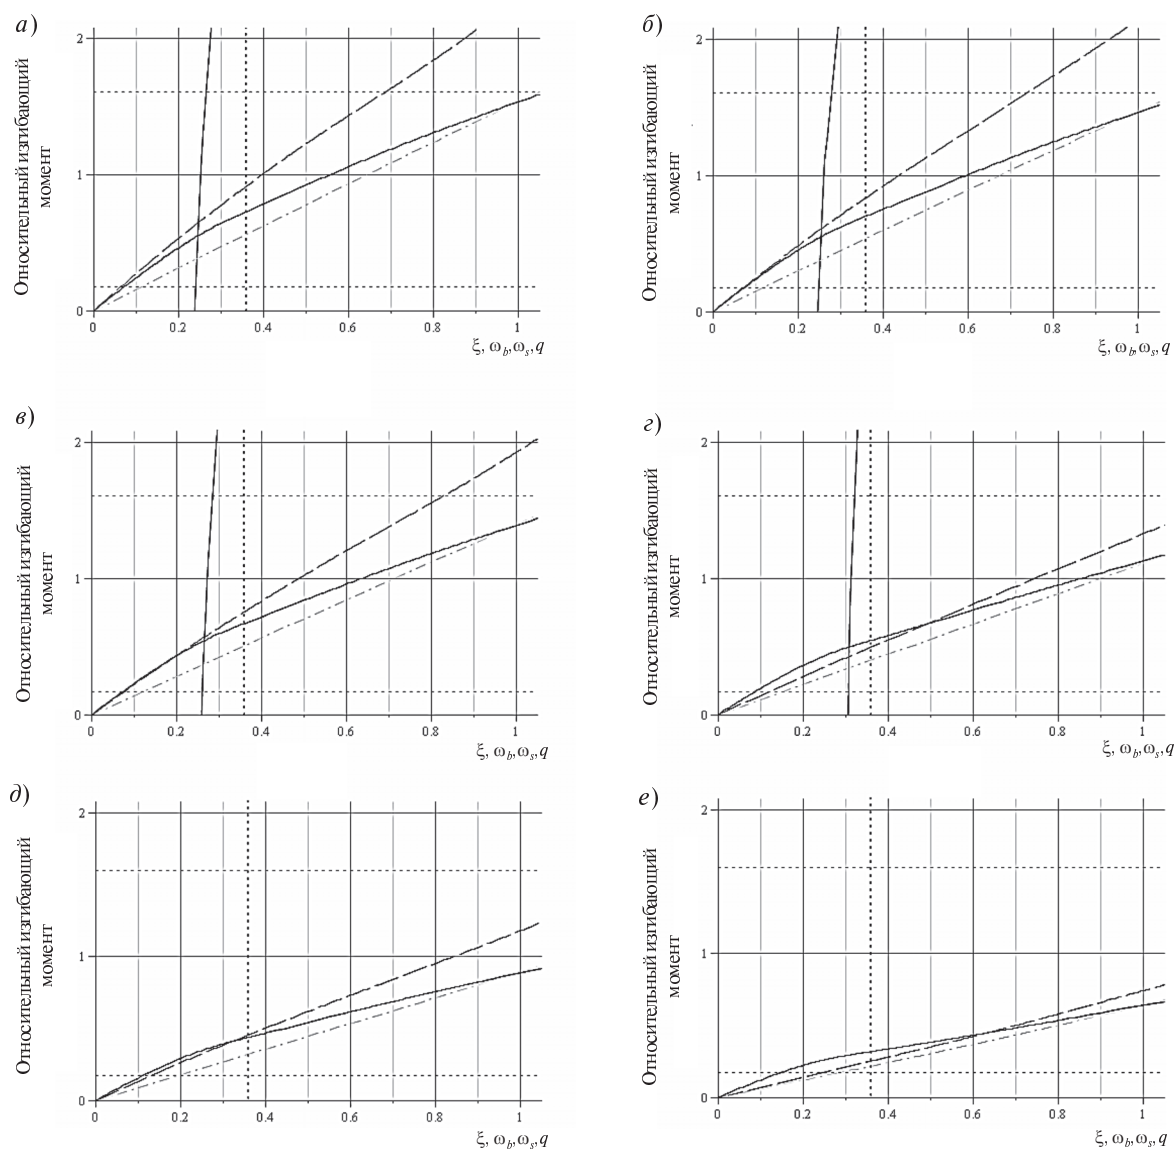 а)
Относительный изгибающий
момент
2
1
0
0 0.2 0.4 0.6 0.8 1
ξ, ω_b, ω_s, q
б)
Относительный изгибающий
момент
2
1
0
0 0.2 0.4 0.6 0.8 1
ξ, ω_b, ω_s, q
в)
Относительный изгибающий
момент
2
1
0
0 0.2 0.4 0.6 0.8 1
ξ, ω_b, ω_s, q
г)
Относительный изгибающий
момент
2
1
0
0 0.2 0.4 0.6 0.8 1
ξ, ω_b, ω_s, q
д)
Относительный изгибающий
момент
2
1
0
0 0.2 0.4 0.6 0.8 1
ξ, ω_b, ω_s, q
е)
Относительный изгибающий
момент
2
1
0
0 0.2 0.4 0.6 0.8 1
ξ, ω_b, ω_s, q